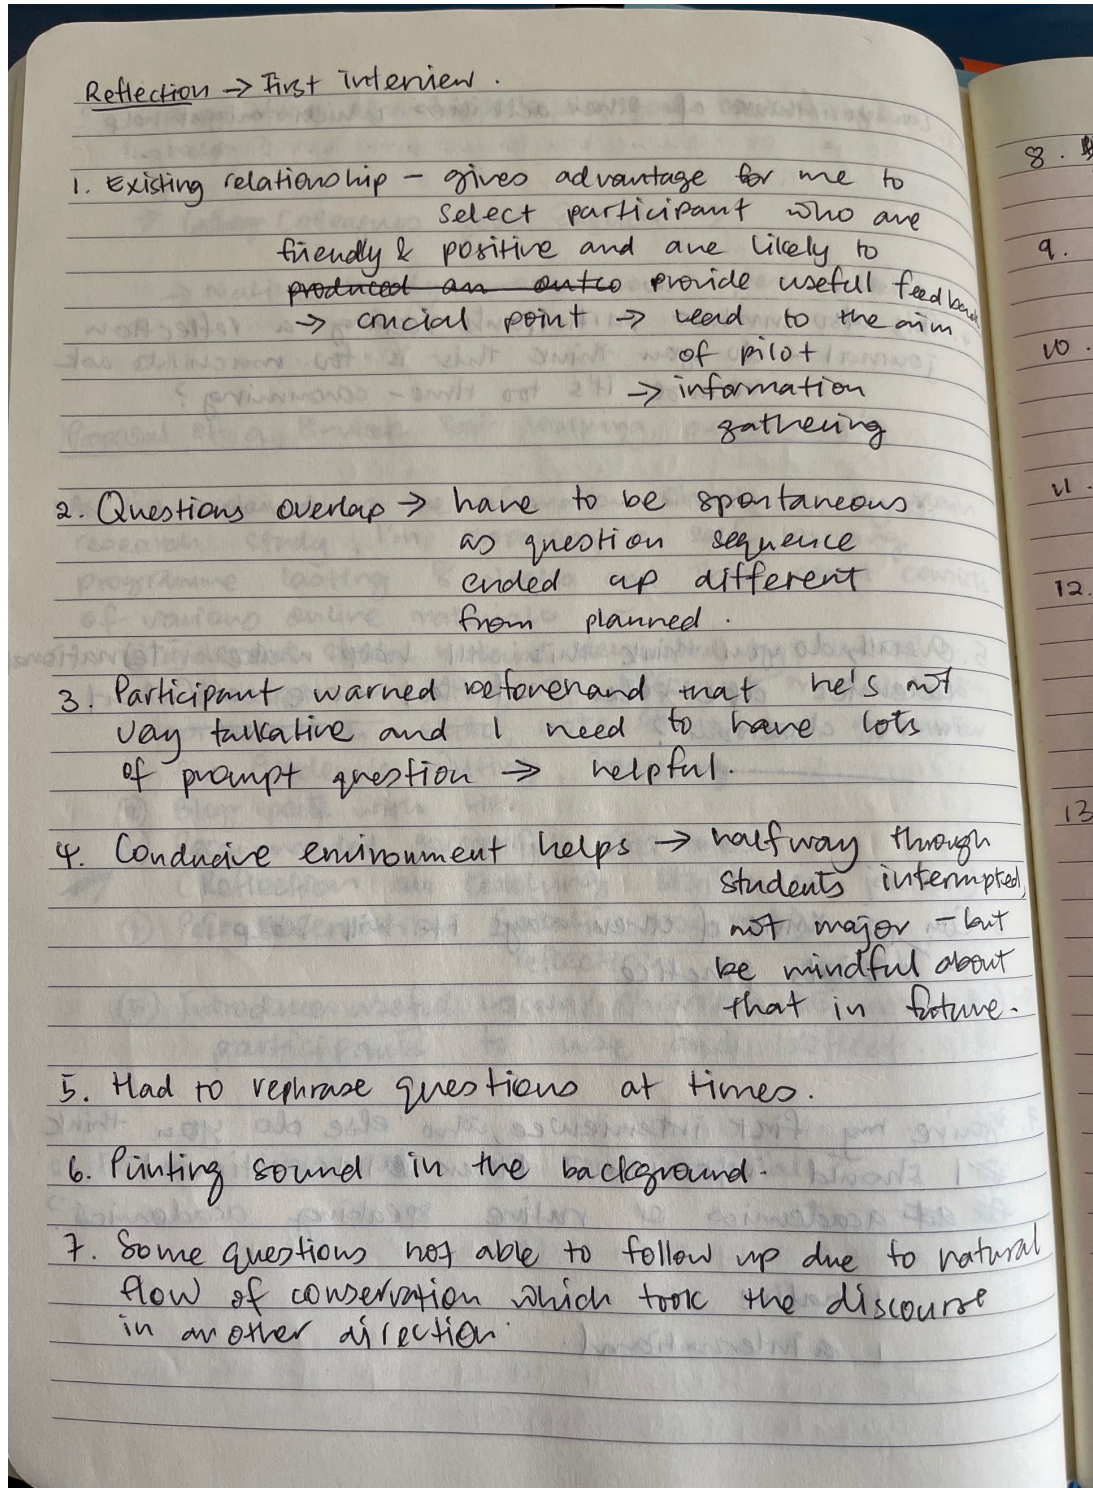 Reflection → First interview.
1. Existing relationship – gives advantage for me to
select participant who are
friendly & positive and are likely to
produced an outco provide usefull feedback
→ crucial point → lead to the aim
of pilot
→ information
gathering
2. Questions overlap → have to be spontaneous
as question sequence
ended up different
from planned.
3. Participant warned beforehand that he's not
very talkative and I need to have lots
of prompt question → helpful.
4. Conducive environment helps → halfway through
students interrupted,
not major – but
be mindful about
that in future.
5. Had to rephrase questions at times.
6. Printing sound in the background.
7. Some questions not able to follow up due to natural
flow of conservation which took the discourse
in another direction.
8.
9.
10.
11.
12.
13